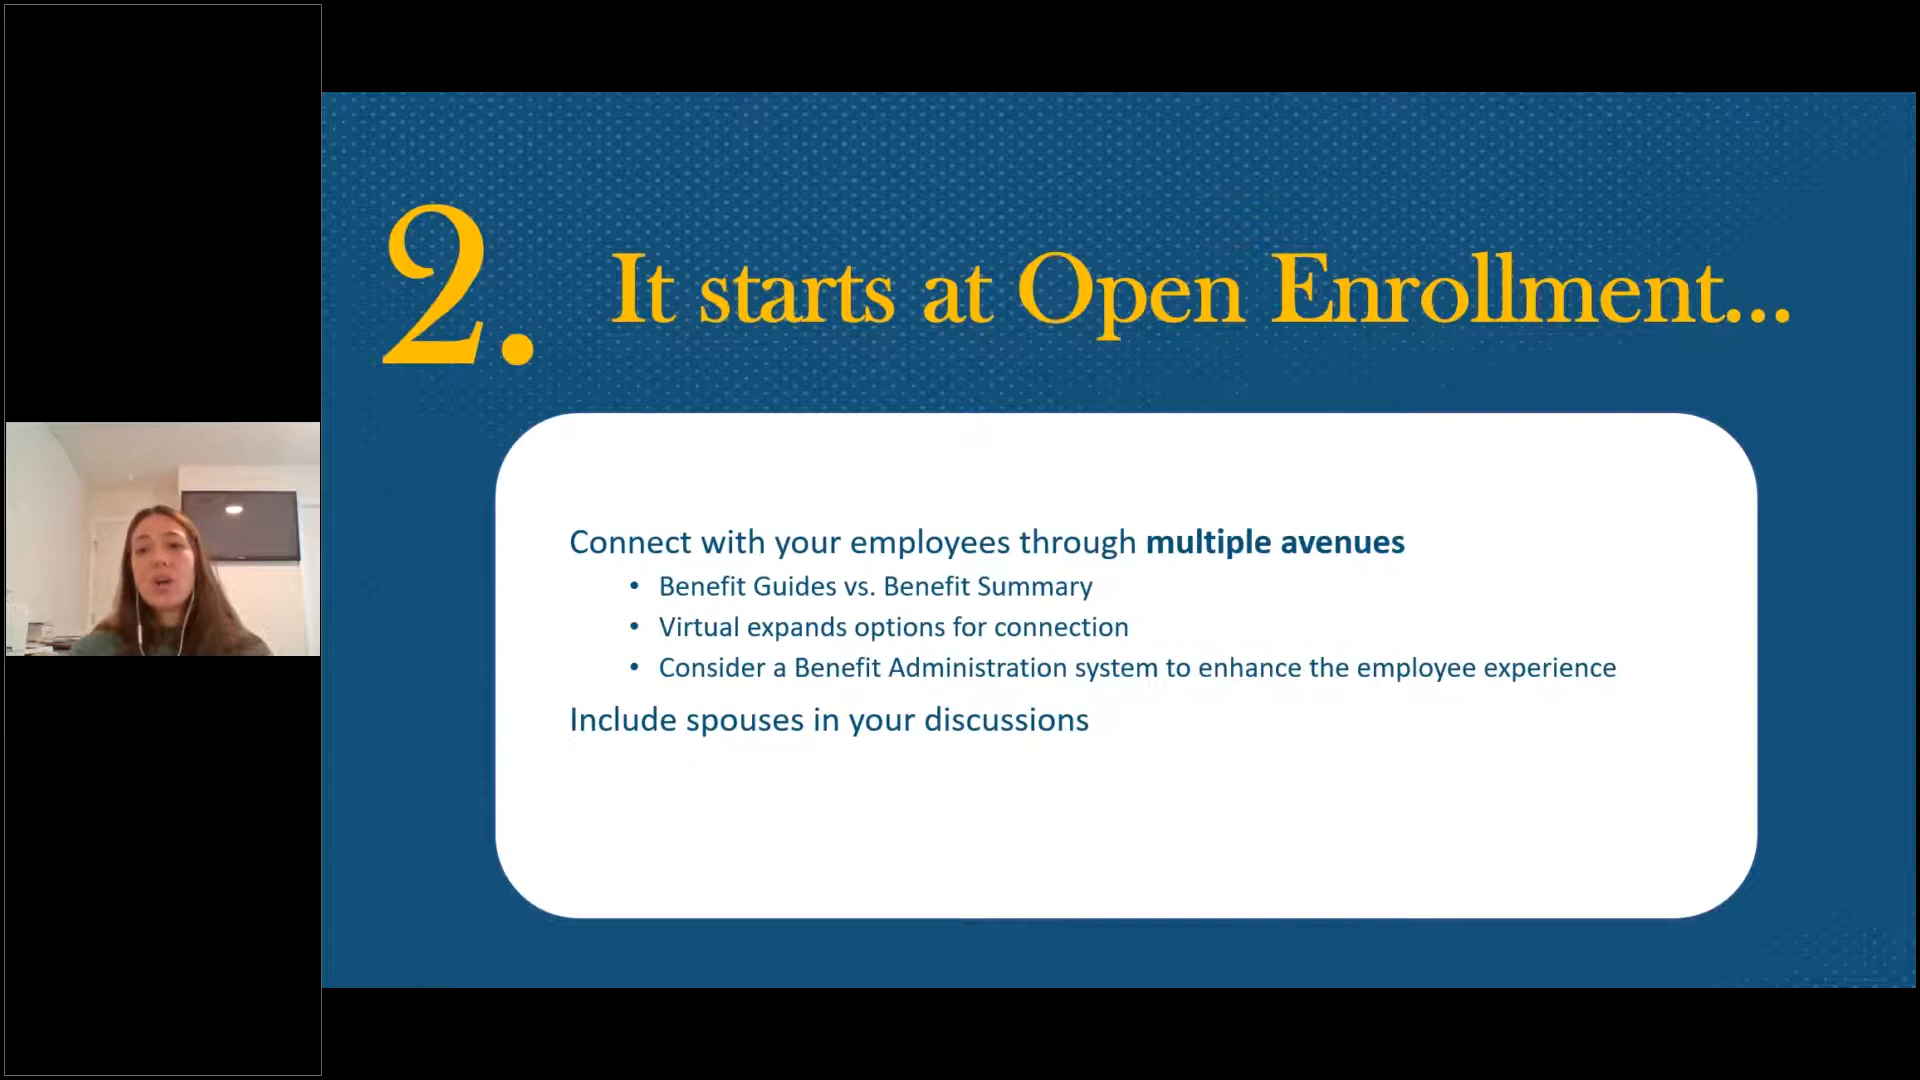 2. It starts at Open Enrollment...
Connect with your employees through multiple avenues
• Benefit Guides vs. Benefit Summary
• Virtual expands options for connection
• Consider a Benefit Administration system to enhance the employee experience
Include spouses in your discussions